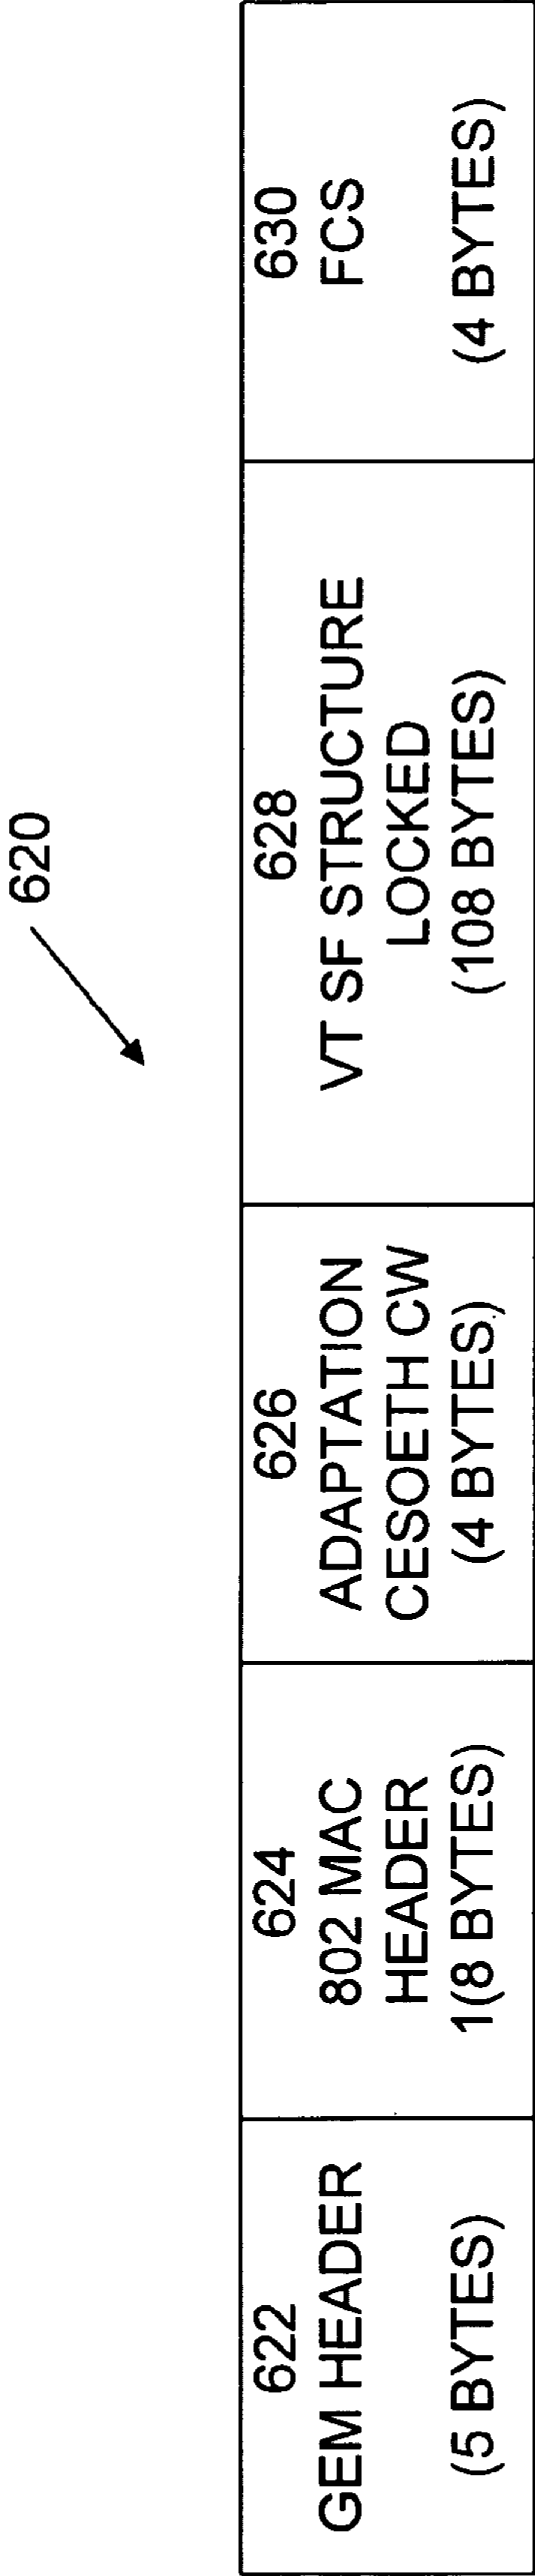 620
622
GEM HEADER
(5 BYTES)
624
802 MAC
HEADER
1(8 BYTES)
626
ADAPTATION
CESOETH CW
(4 BYTES)
628
VT SF STRUCTURE
LOCKED
(108 BYTES)
630
FCS
(4 BYTES)